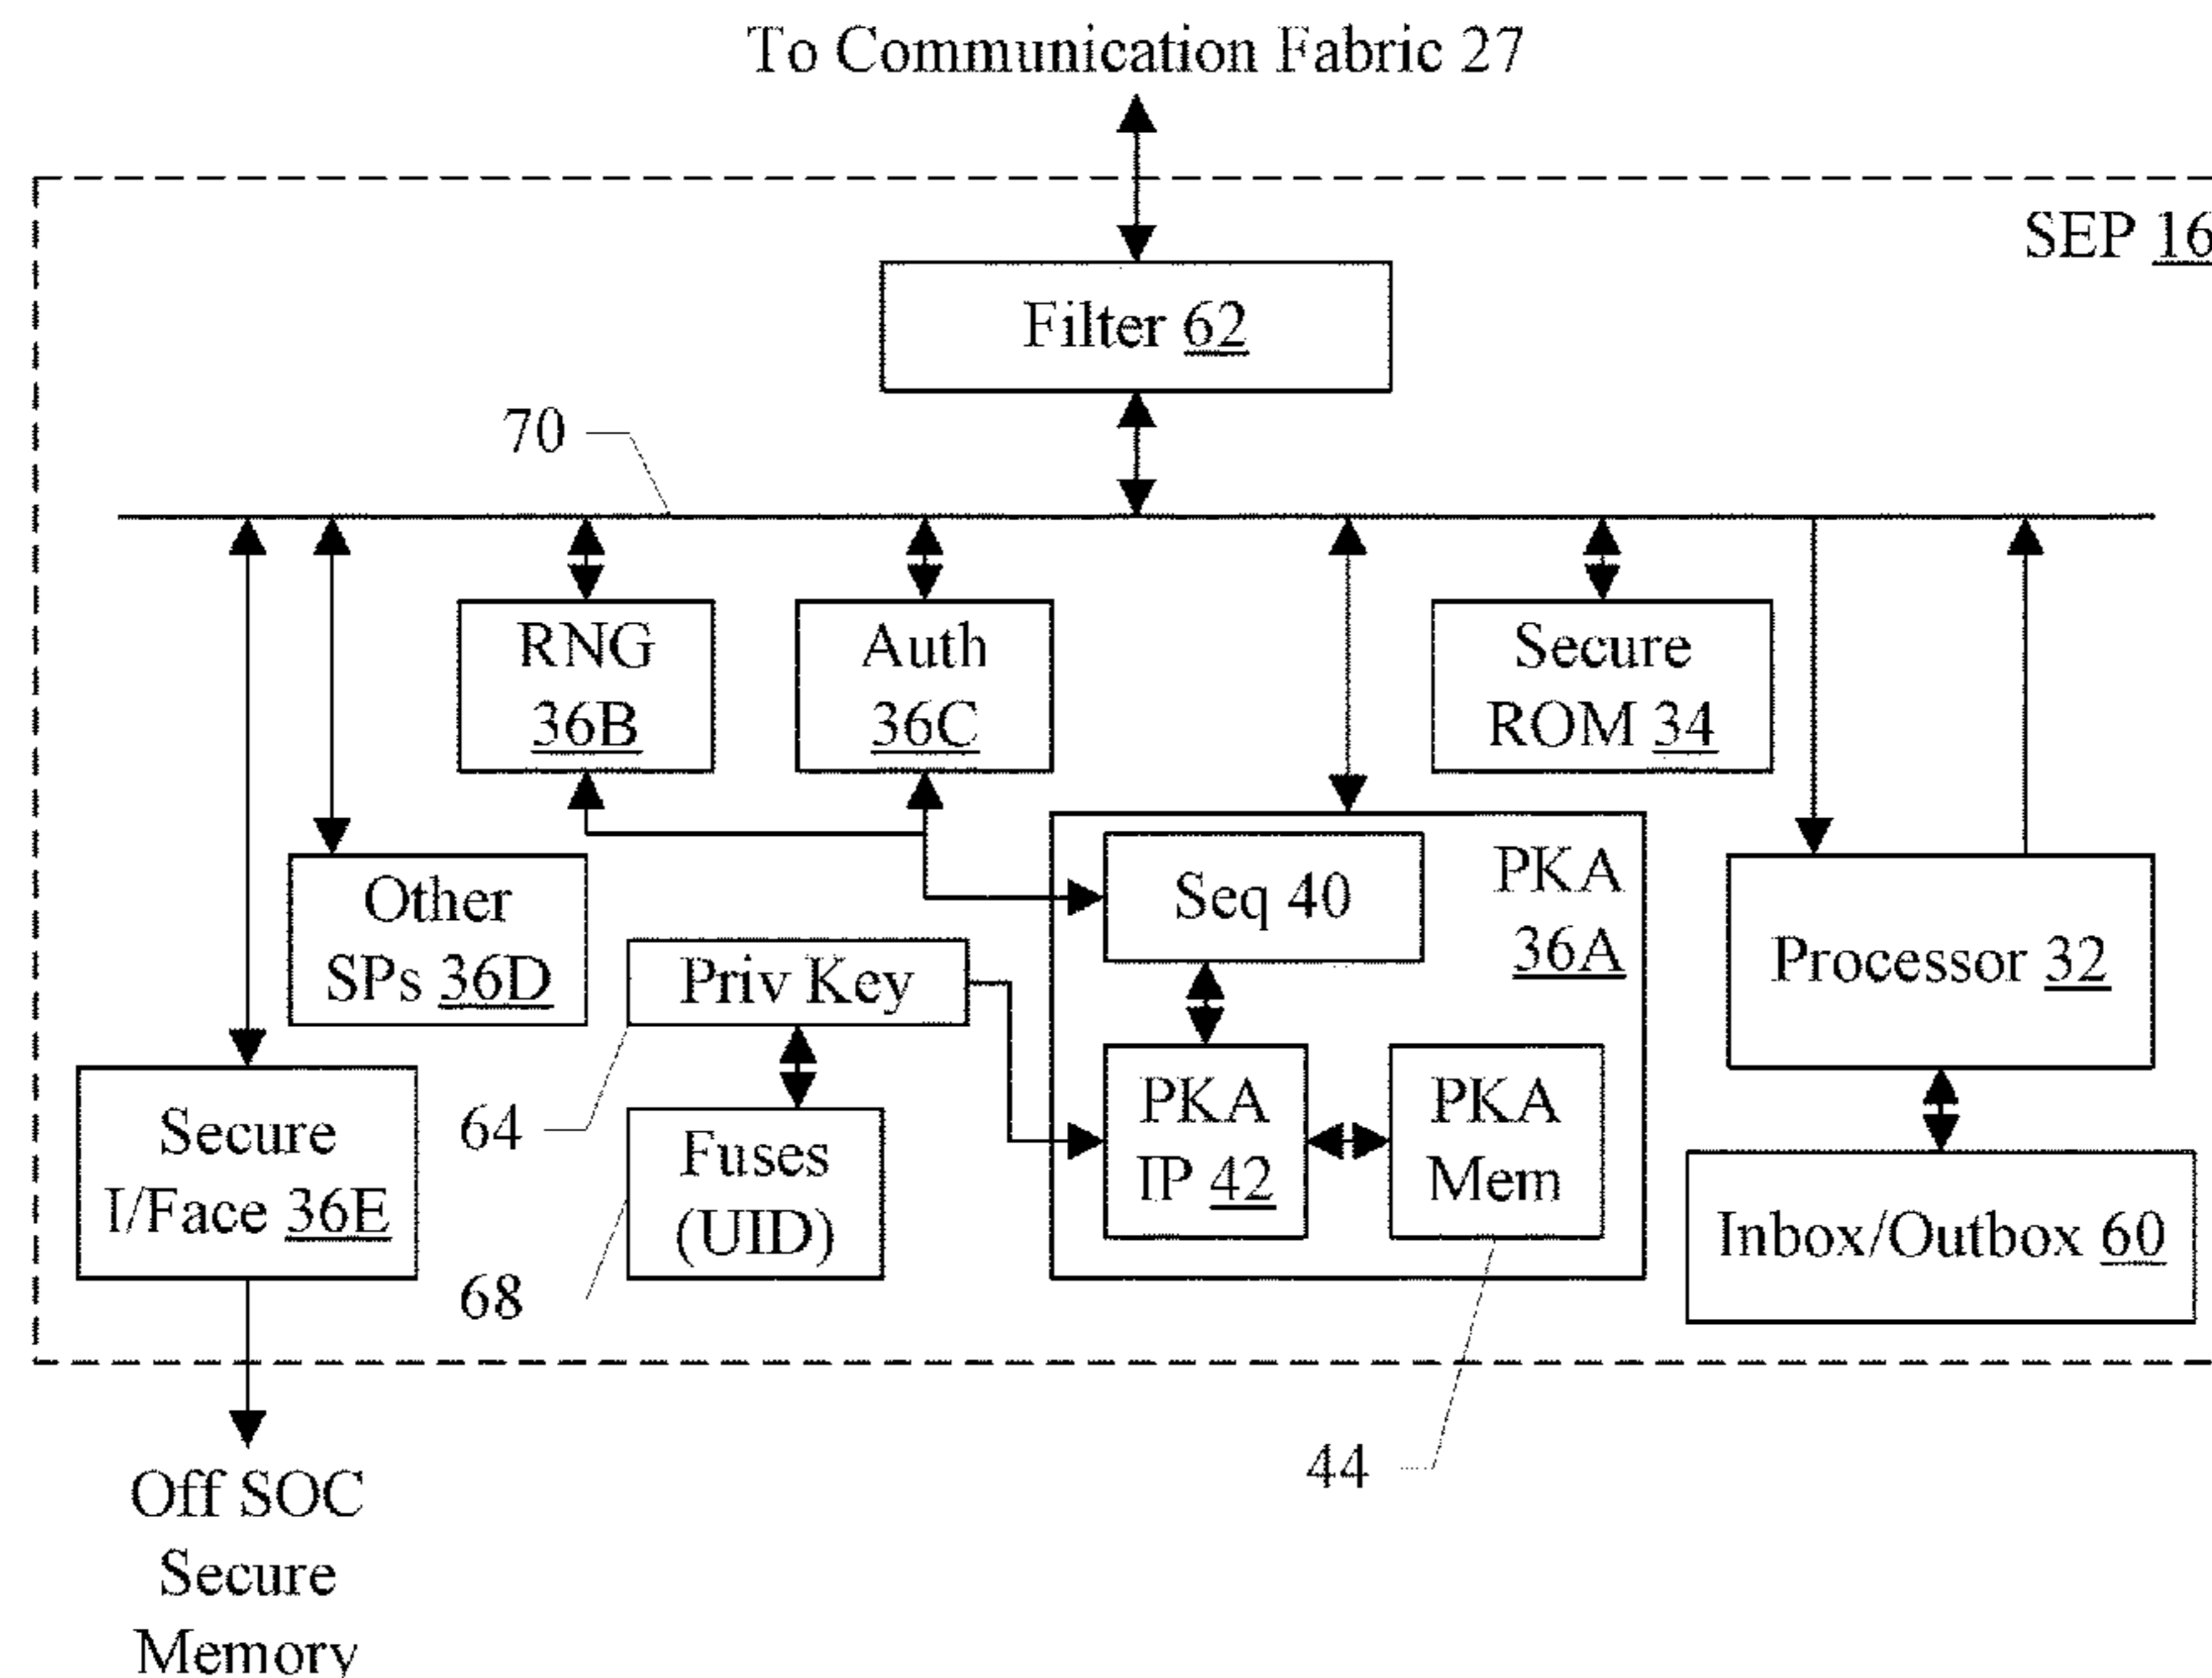 To Communication Fabric 27
SEP 16
Filter 62
70
RNG
36B
Auth
36C
Secure
ROM 34
Other
SPs 36D
Seq 40
PKA
36A
Processor 32
Priv Key
64
Secure
I/Face 36E
Fuses
(UID)
68
PKA
IP 42
PKA
Mem
Inbox/Outbox 60
44
Off SOC
Secure
Memory